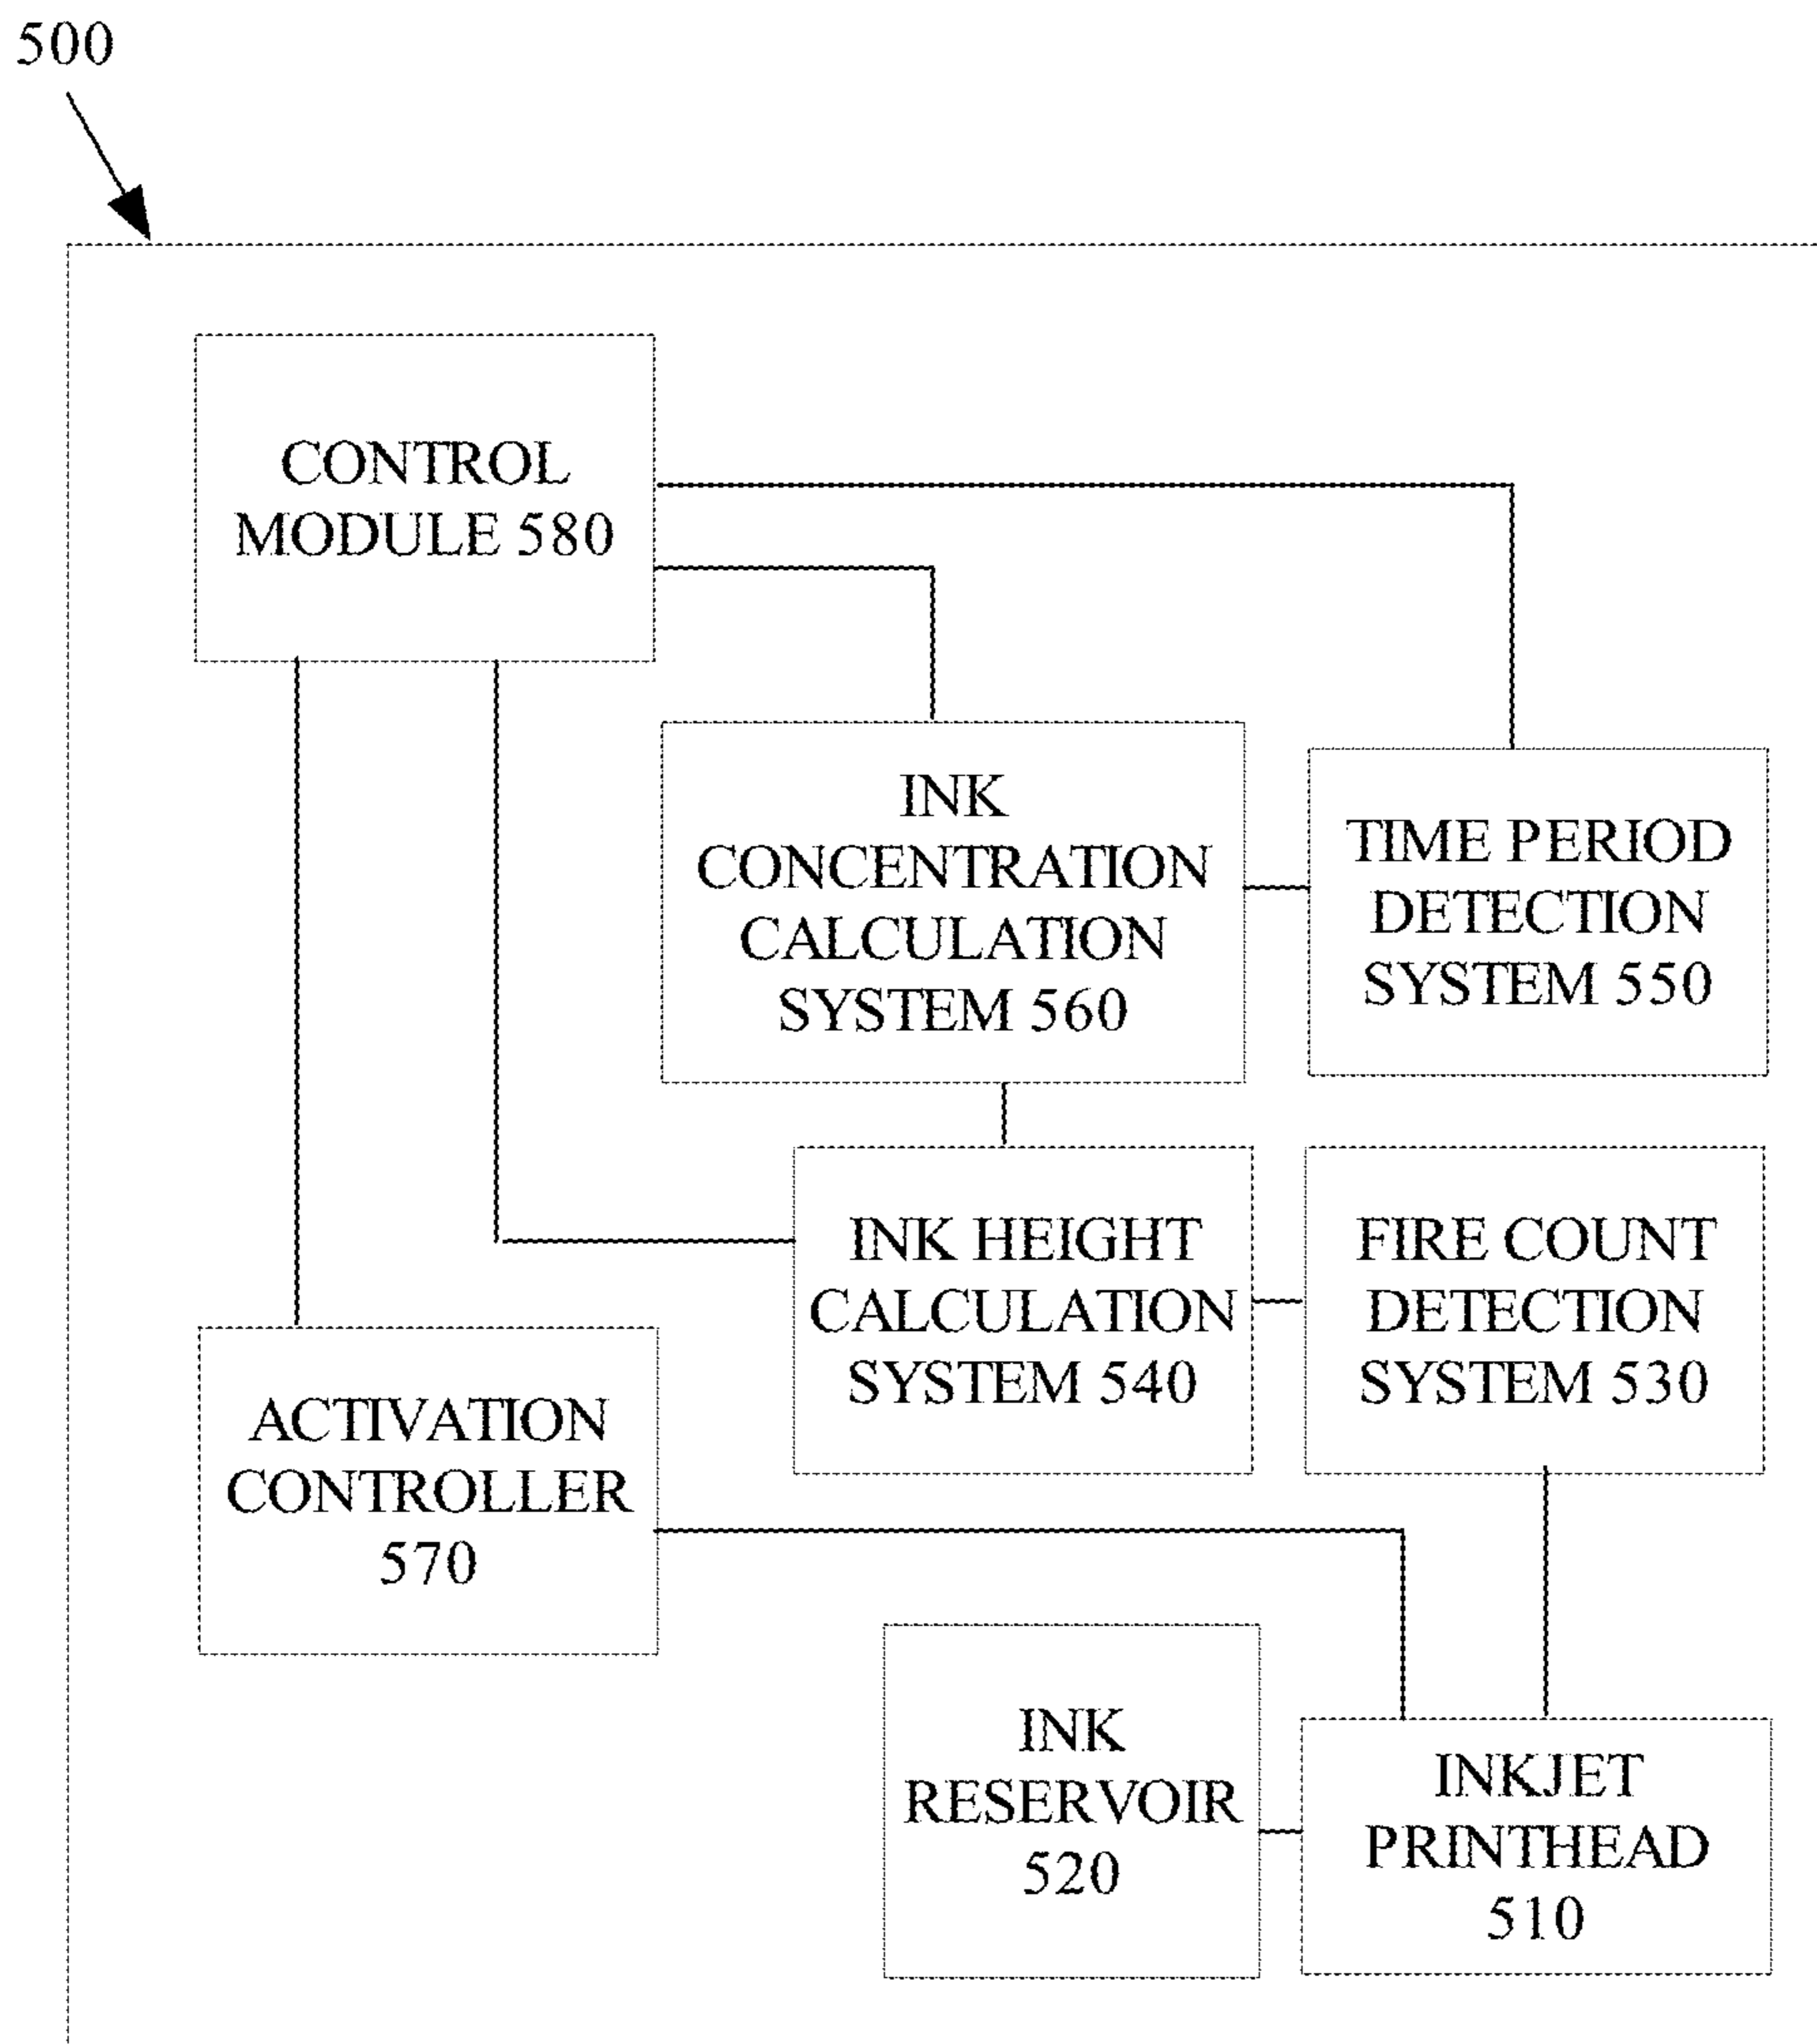 500
CONTROL
MODULE 580
INK
CONCENTRATION
CALCULATION
SYSTEM 560
TIME PERIOD
DETECTION
SYSTEM 550
INK HEIGHT
CALCULATION
SYSTEM 540
FIRE COUNT
DETECTION
SYSTEM 530
ACTIVATION
CONTROLLER
570
INK
RESERVOIR
520
INKJET
PRINTHEAD
510